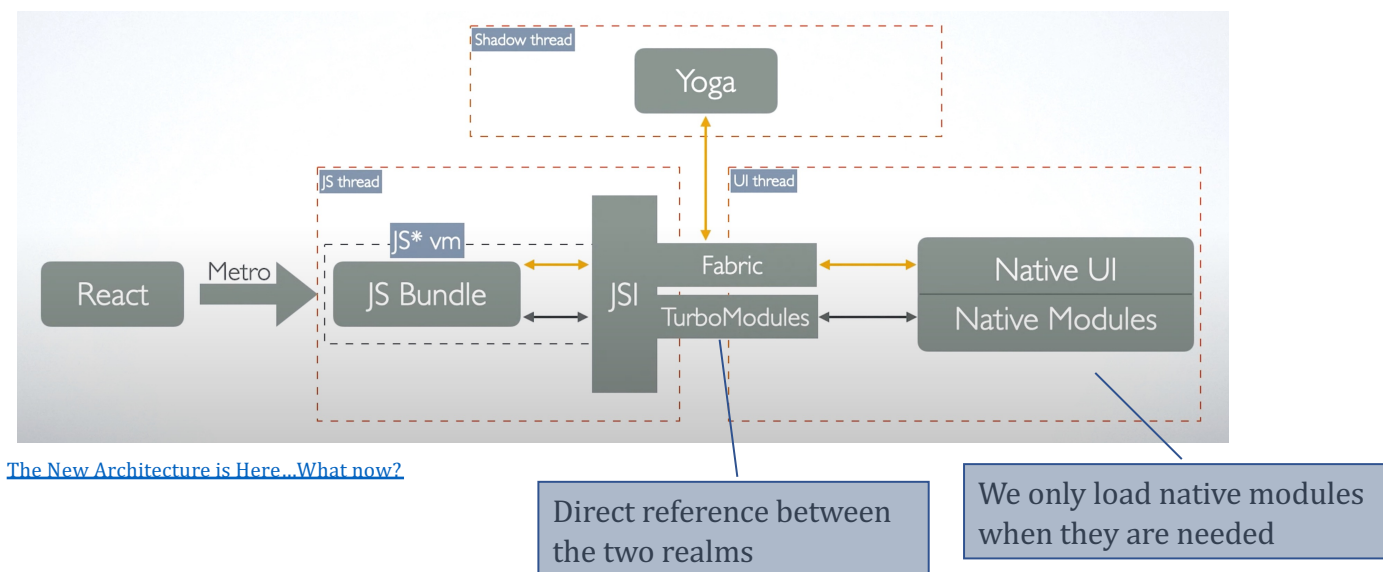 Shadow thread
Yoga
JS thread
UI thread
JS* vm
React
Metro
JS Bundle
JSI
Fabric
TurboModules
Native UI
Native Modules
The New Architecture is Here...What now?
Direct reference between
the two realms
We only load native modules
when they are needed